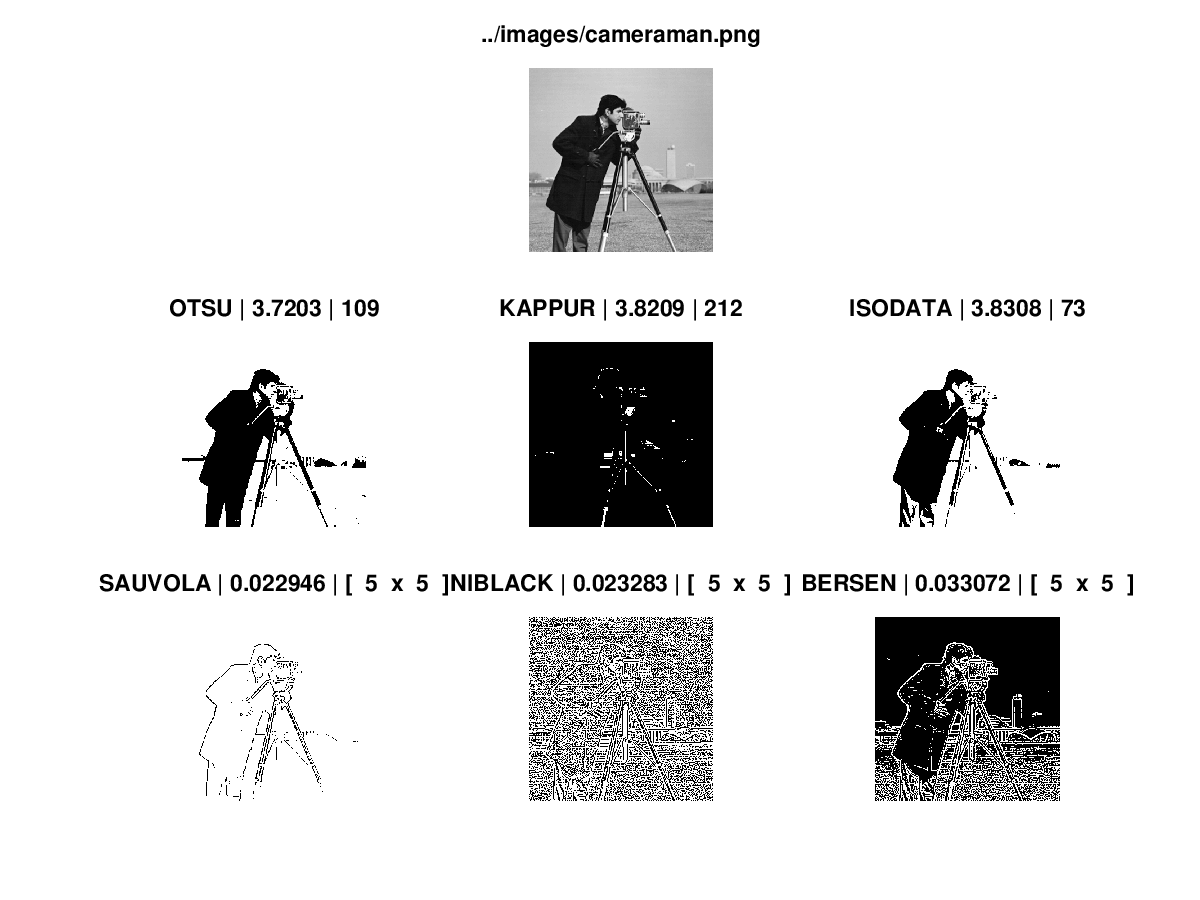 ../images/cameraman.png
OTSU | 3.7203 | 109
KAPPUR | 3.8209 | 212
ISODATA | 3.8308 | 73
SAUVOLA | 0.022946 | [ 5 x 5 ]
NIBLACK | 0.023283 | [ 5 x 5 ]
BERSEN | 0.033072 | [ 5 x 5 ]